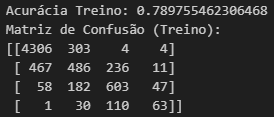 Acurácia Treino: 0.789755462306468
Matriz de Confusão (Treino):
[[4306 303 4 4]
[ 467 486 236 11]
[ 58 182 603 47]
[ 1 30 110 63]]